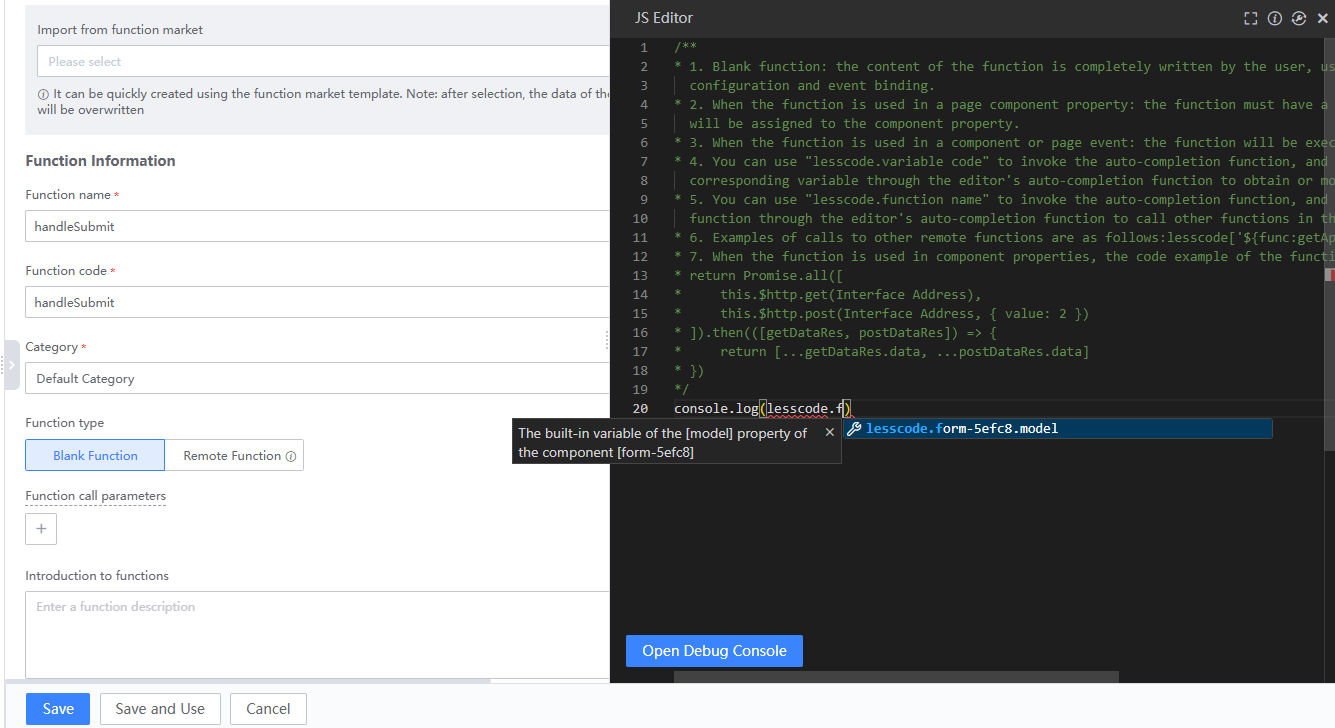 Import from function market
Please select
It can be quickly created using the function market template. Note: after selection, the data of the
will be overwritten
Function Information
Function name *
handleSubmit
Function code *
handleSubmit
Category *
Default Category
Function type
Blank Function
Remote Function
Function call parameters
+
Introduction to functions
Enter a function description
Save
Save and Use
Cancel
JS Editor
1 /**
2 * 1. Blank function: the content of the function is completely written by the user, us
3 configuration and event binding.
4 * 2. When the function is used in a page component property: the function must have a
5 will be assigned to the component property.
6 * 3. When the function is used in a component or page event: the function will be exec
7 * 4. You can use "lesscode.variable code" to invoke the auto-completion function, and
8 corresponding variable through the editor's auto-completion function to obtain or mo
9 * 5. You can use "lesscode.function name" to invoke the auto-completion function, and
10 function through the editor's auto-completion function to call other functions in th
11 * 6. Examples of calls to other remote functions are as follows:lesscode['${func:getAp
12 * 7. When the function is used in component properties, the code example of the functi
13 * return Promise.all([
14 * this.$http.get(Interface Address),
15 * this.$http.post(Interface Address, { value: 2 })
16 * ]).then(([getDataRes, postDataRes]) => {
17 * return [...getDataRes.data, ...postDataRes.data]
18 * })
19 */
20 console.log(lesscode.f)
The built-in variable of the [model] property of
the component [form-5efc8]
lesscode.form-5efc8.model
Open Debug Console